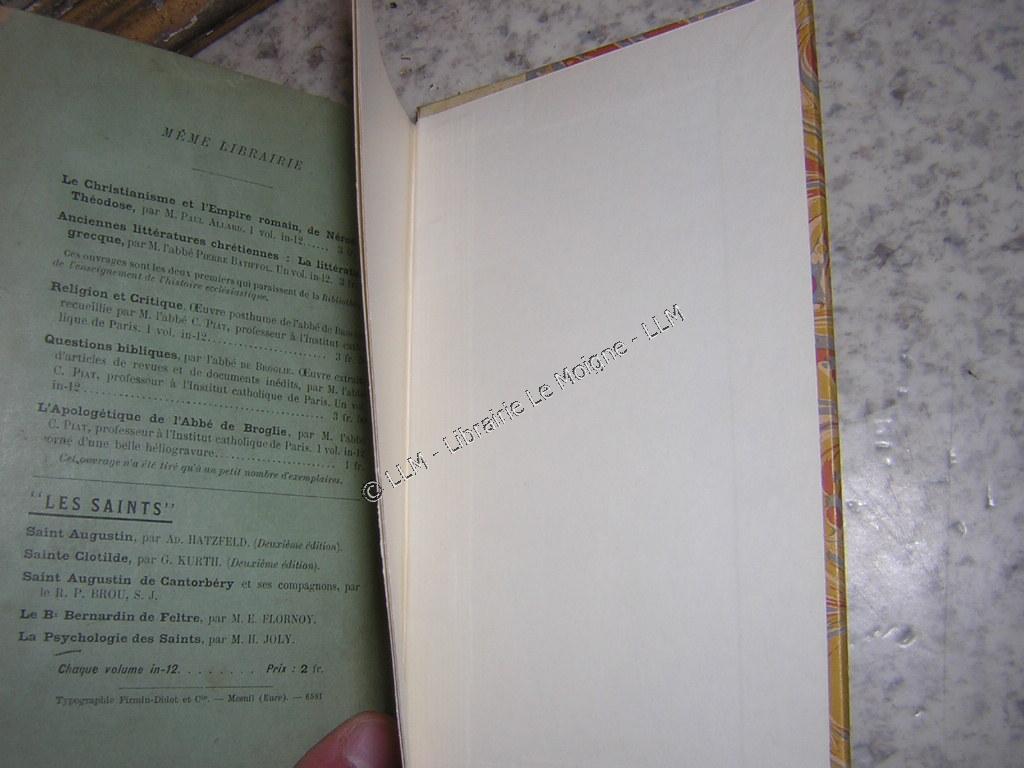 MÊME LIBRAIRIE
Le Christianisme et l'Empire romain, de
Théodose, par M. PAUL ALLARD. 1 vol. in-12..... 3
Anciennes littératures chrétiennes : La
grecque, par M. l'abbé PIERRE BATIFFOL. Un vol. in-12. 3
Ces ouvrages sont les deux premiers qui paraissent de la
de l'enseignement de l'histoire ecclésiastique.
Religion et Critique, Œuvre posthume de l'abbé de
recueillie par M. l'abbé C. PIAT, professeur à l'Institut
lique de Paris. 1 vol. in-12........................ 3 fr.
Questions bibliques, par l'abbé DE BROGLIE. Œuvre
d'articles de revues et de documents inédits, par M.
C. PIAT, professeur à l'Institut catholique de Paris. Un
in-12........................................ 3 fr.
L'Apologétique de l'Abbé de Broglie, par M.
C. PIAT, professeur à l'Institut catholique de Paris. 1 vol.
orné d'une belle héliogravure...................... 1 fr.
Cet ouvrage n'a été tiré qu'à un petit nombre d'exemplaires.
"LES SAINTS"
Saint Augustin, par AD. HATZFELD. (Deuxième édition).
Sainte Clotilde, par G. KURTH. (Deuxième édition).
Saint Augustin de Cantorbéry et ses compagnons, par
le R. P. BROU, S. J.
Le Bx Bernardin de Feltre, par M. E. FLORNOY.
La Psychologie des Saints, par M. H. JOLY.
Chaque volume in-12......... Prix : 2 fr.
Typographie Firmin-Didot et Cie. — Mesnil (Eure). — 6581
© LLM - Librairie Le Moigne - LLM